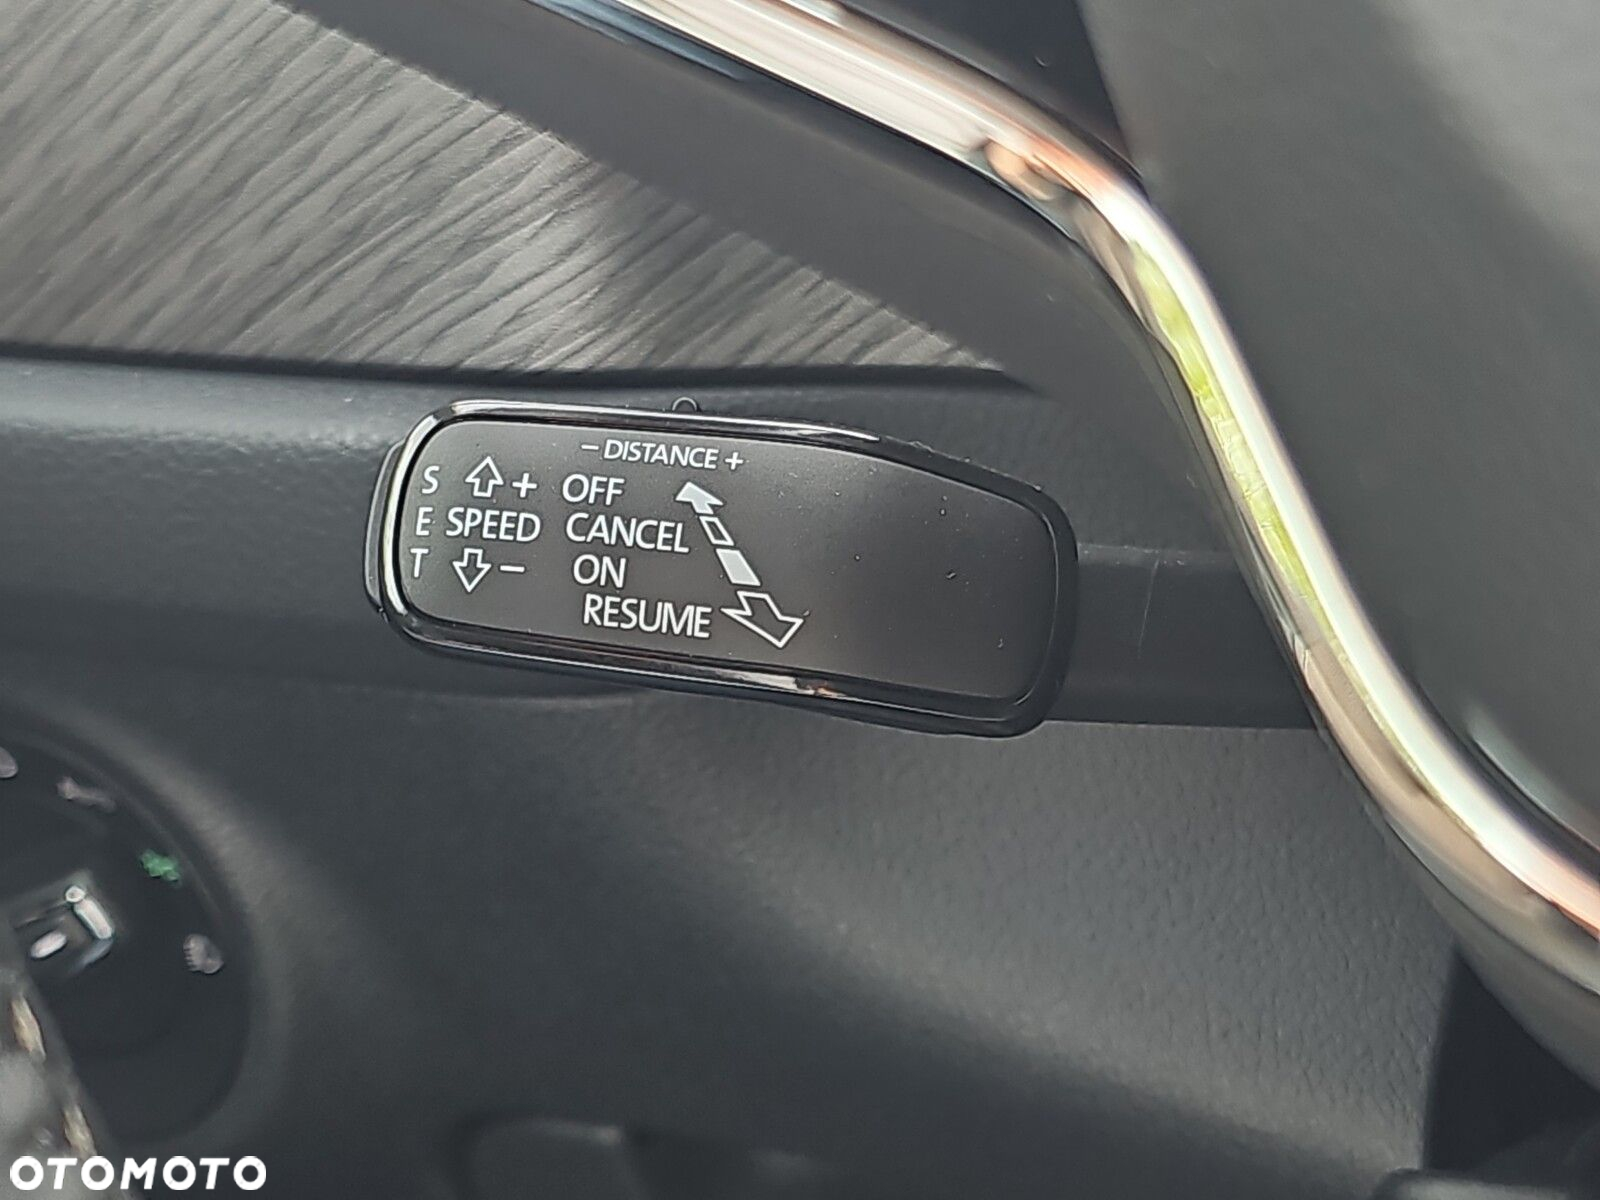 – DISTANCE +
S + OFF
E SPEED CANCEL
T – ON
RESUME
OTOMOTO